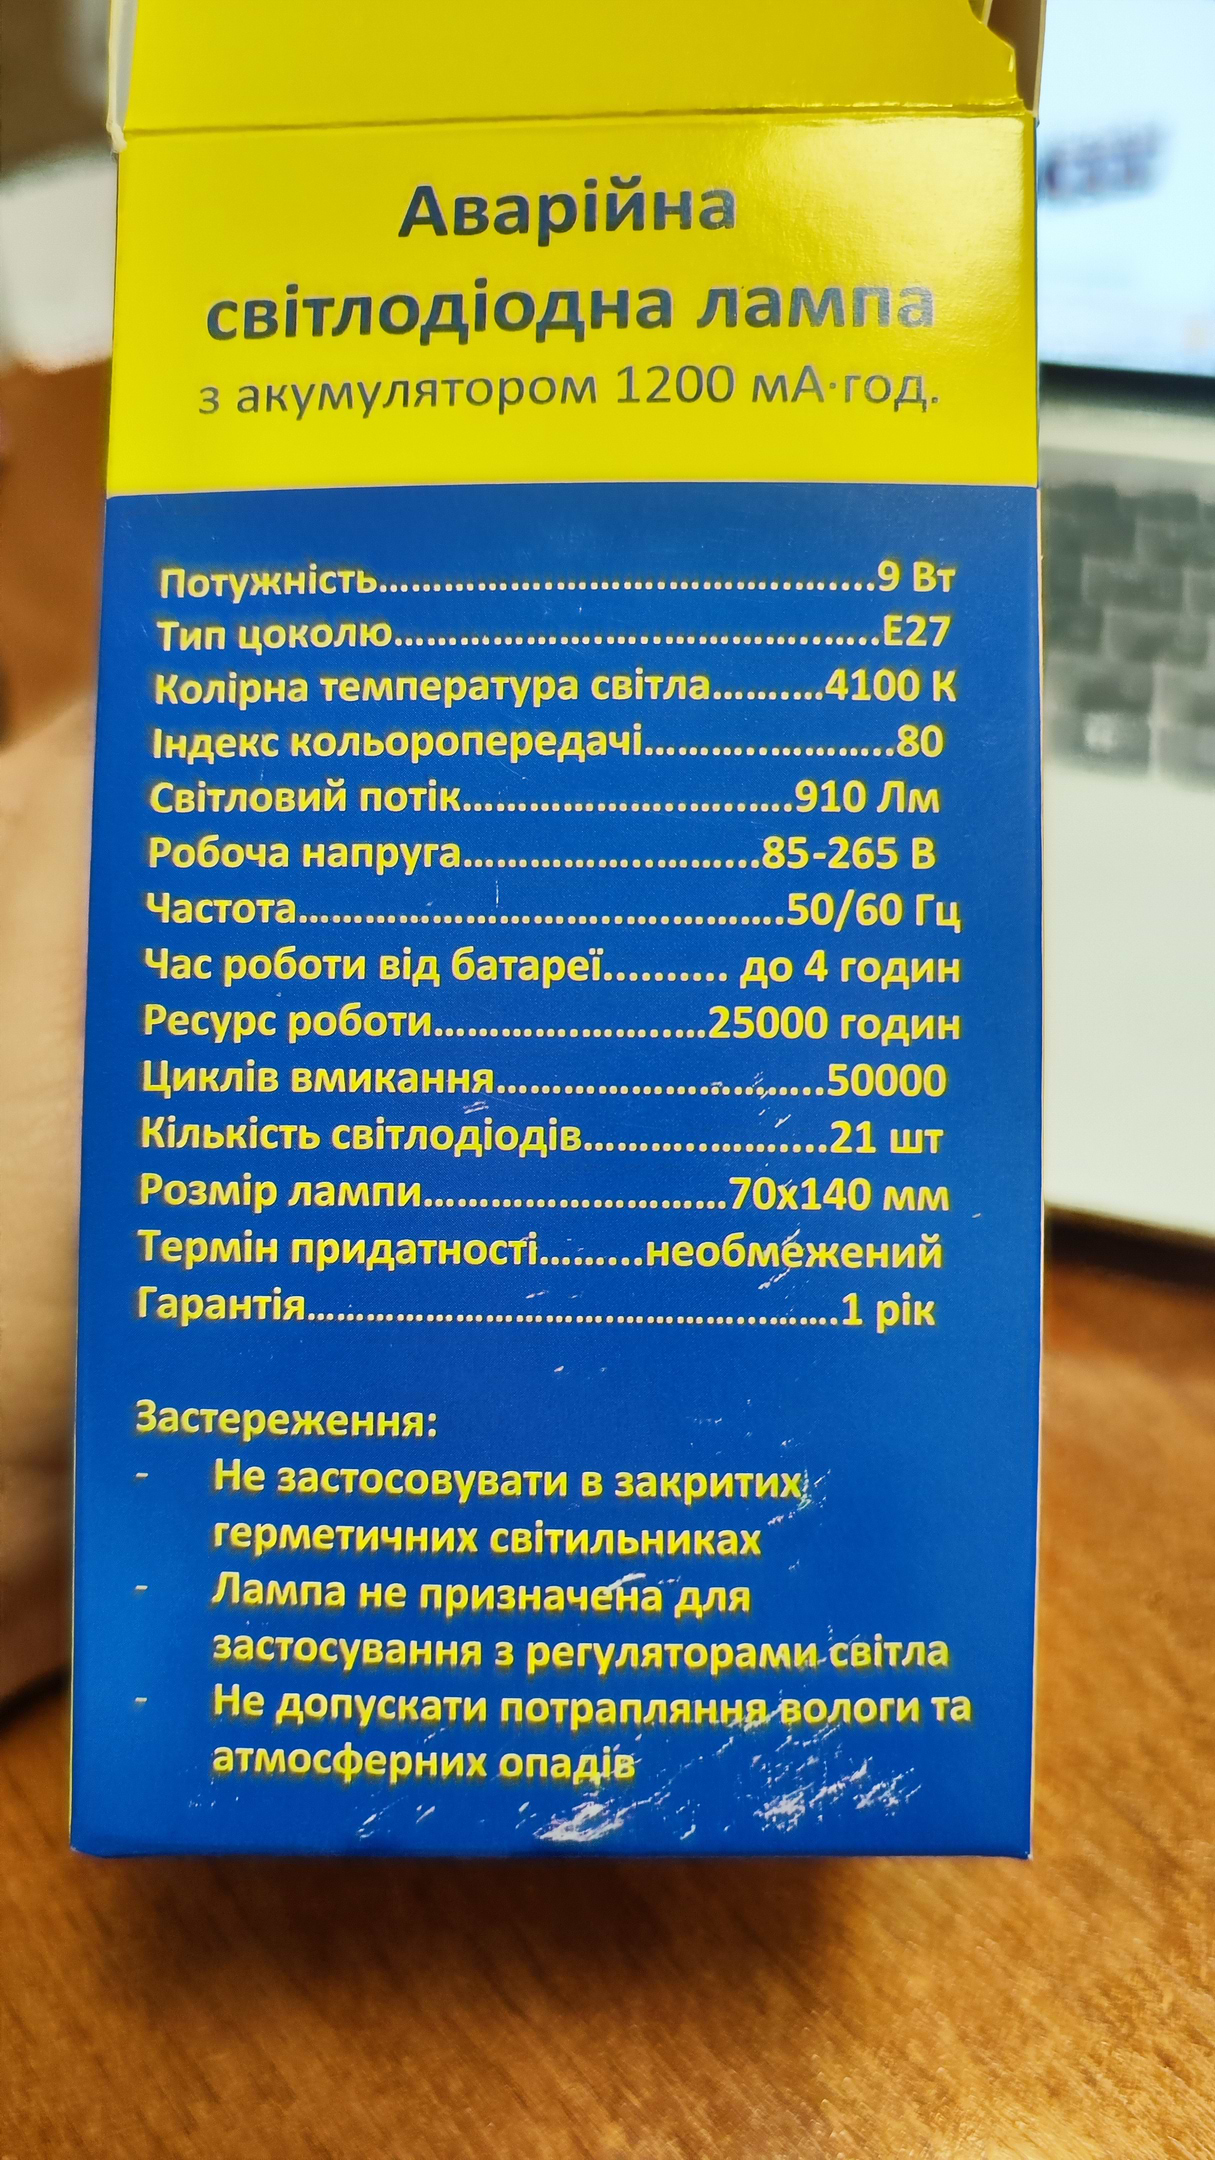 Аварійна
світлодіодна лампа
з акумулятором 1200 мА·год.
Потужність.......................................9 Вт
Тип цоколю.......................................Е27
Колірна температура світла..........4100 К
Індекс кольоропередачі......................80
Світловий потік.............................910 Лм
Робоча напруга..........................85-265 В
Частота..........................................50/60 Гц
Час роботи від батареї.......... до 4 годин
Ресурс роботи........................25000 годин
Циклів вмикання.............................50000
Кількість світлодіодів......................21 шт
Розмір лампи...........................70х140 мм
Термін придатності.........необмежений
Гарантія...............................................1 рік
Застереження:
- Не застосовувати в закритих,
герметичних світильниках
- Лампа не призначена для
застосування з регуляторами світла
- Не допускати потрапляння вологи та
атмосферних опадів